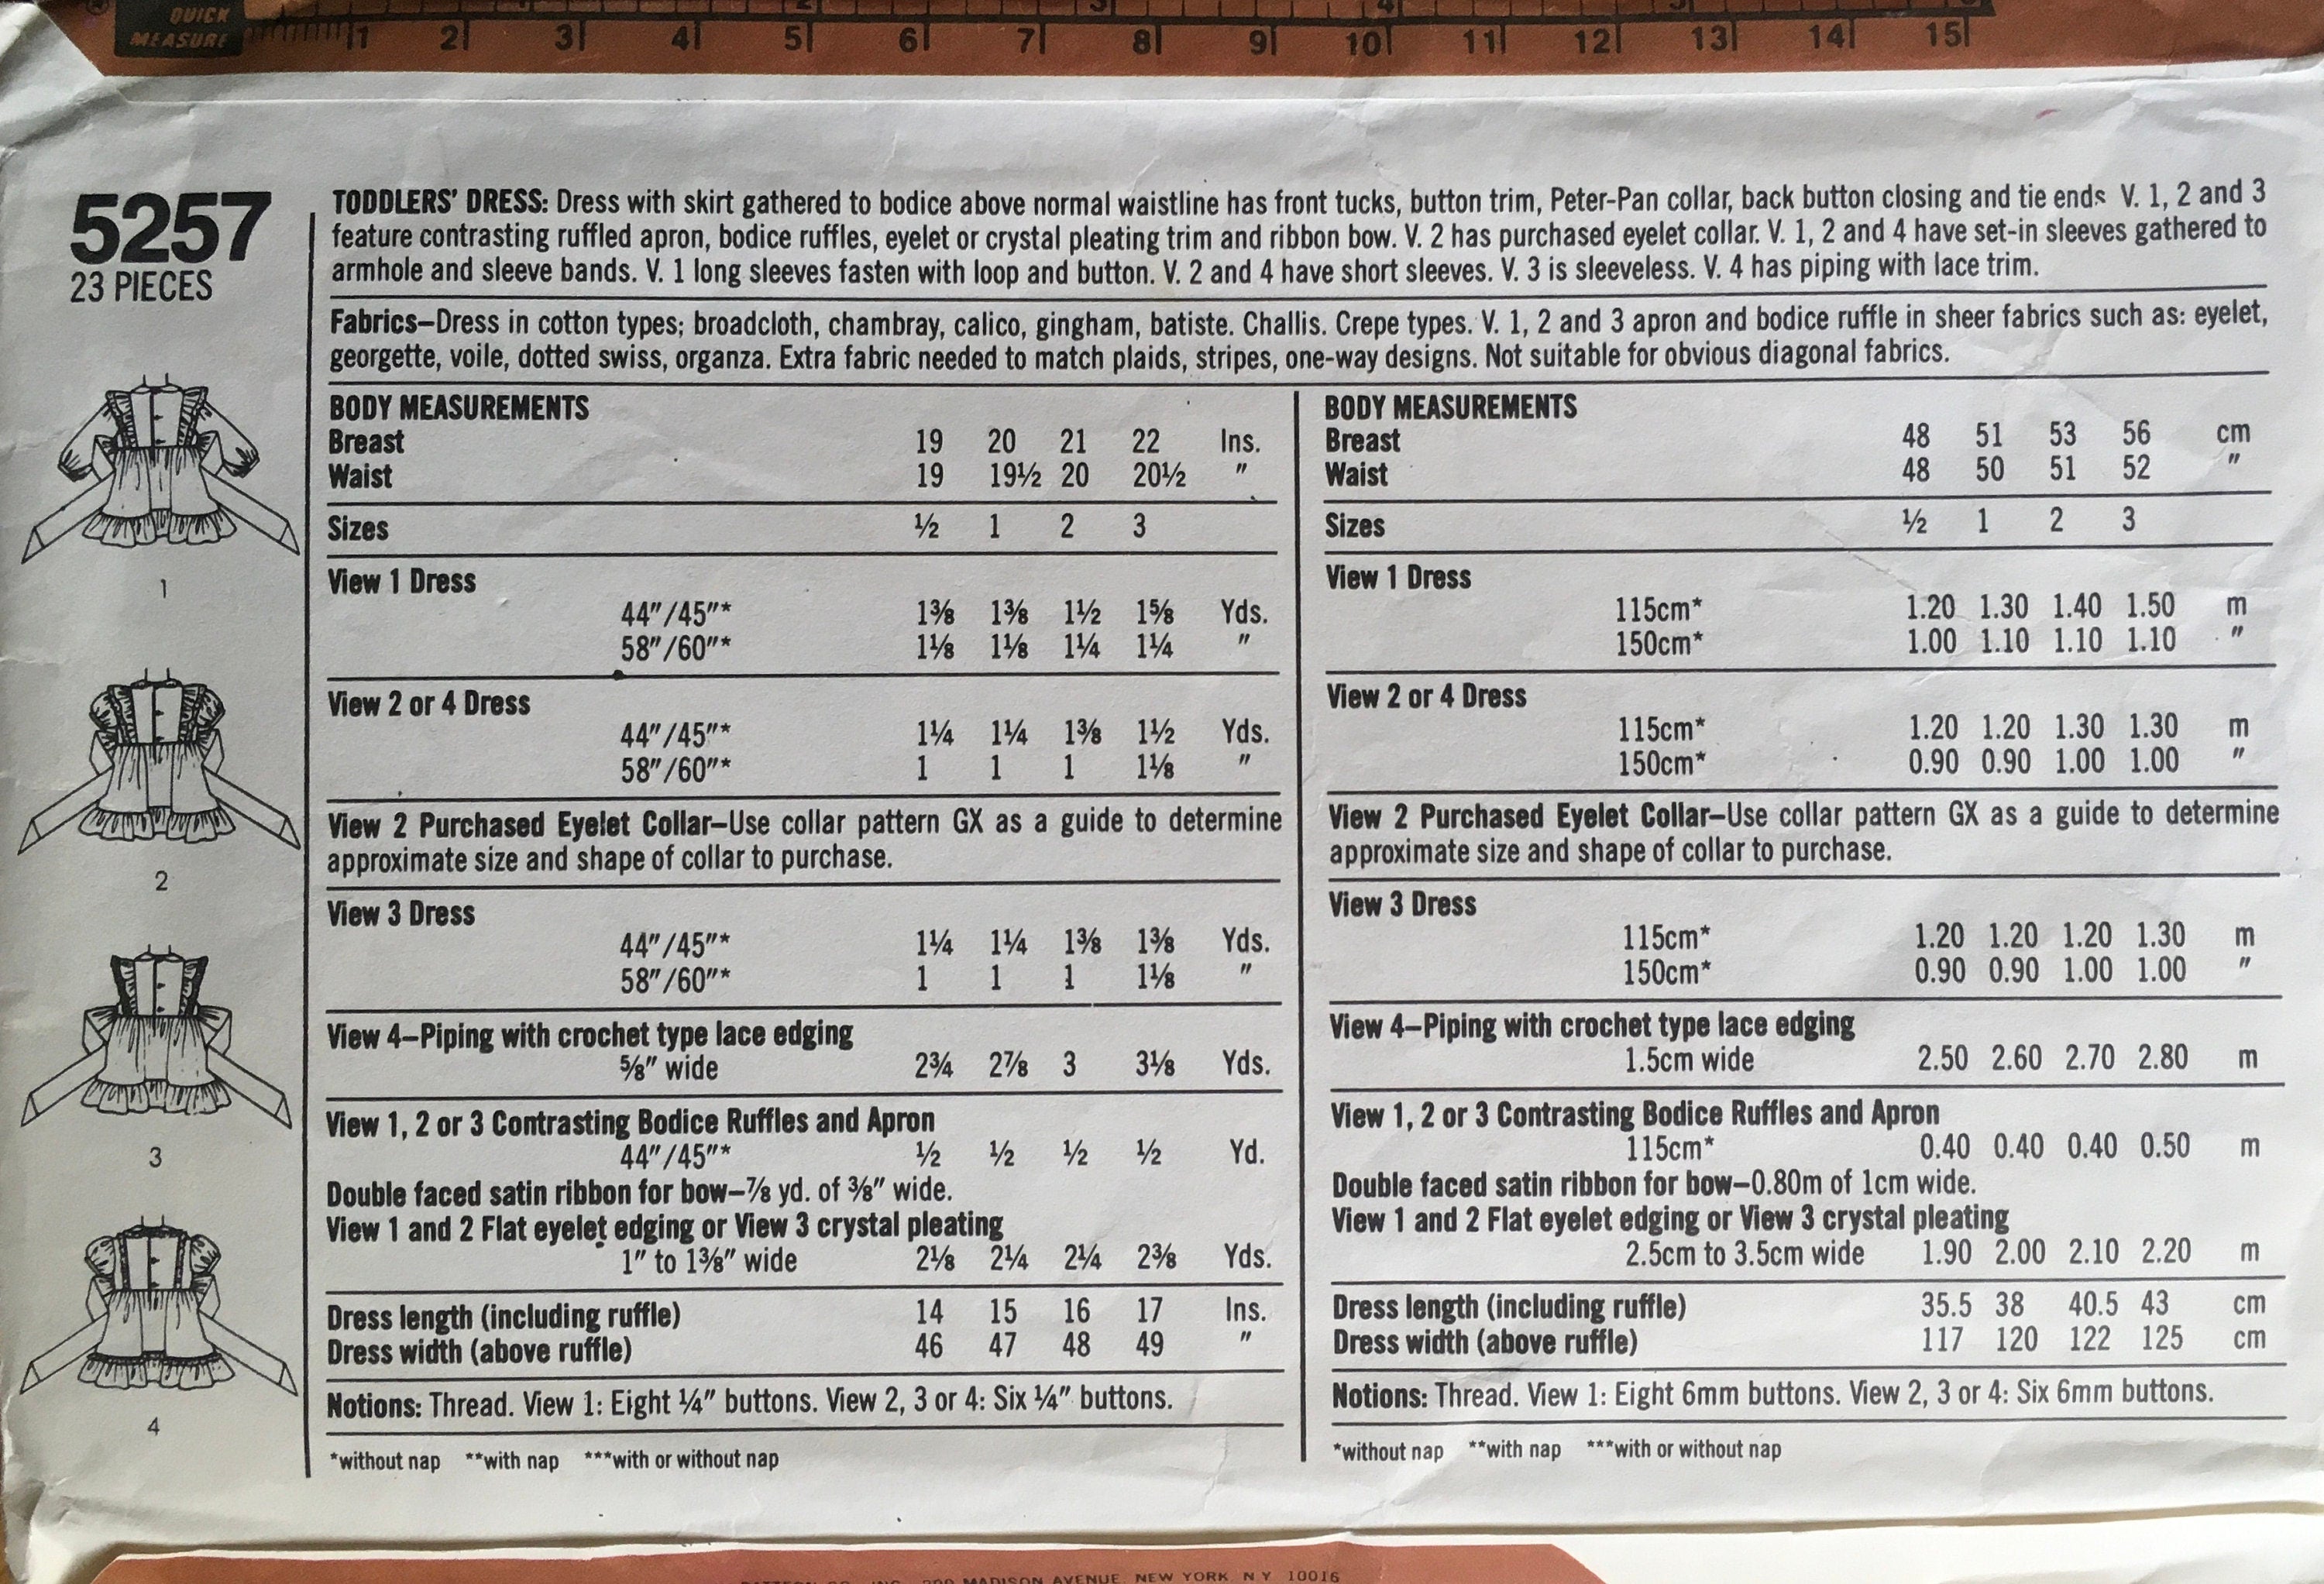 QUICK
MEASURE
1 2 3 4 5 6 7 8 9 10 11 12 13 14 15
5257
23 PIECES
TODDLERS' DRESS: Dress with skirt gathered to bodice above normal waistline has front tucks, button trim, Peter-Pan collar, back button closing and tie ends V. 1, 2 and 3
feature contrasting ruffled apron, bodice ruffles, eyelet or crystal pleating trim and ribbon bow. V. 2 has purchased eyelet collar. V. 1, 2 and 4 have set-in sleeves gathered to
armhole and sleeve bands. V. 1 long sleeves fasten with loop and button. V. 2 and 4 have short sleeves. V. 3 is sleeveless. V. 4 has piping with lace trim.
Fabrics–Dress in cotton types; broadcloth, chambray, calico, gingham, batiste. Challis. Crepe types. V. 1, 2 and 3 apron and bodice ruffle in sheer fabrics such as: eyelet,
georgette, voile, dotted swiss, organza. Extra fabric needed to match plaids, stripes, one-way designs. Not suitable for obvious diagonal fabrics.
1
2
3
4
BODY MEASUREMENTS
Breast 19 20 21 22 Ins.
Waist 19 19½ 20 20½ "
Sizes ½ 1 2 3
View 1 Dress
44"/45"* 1⅜ 1⅜ 1½ 1⅝ Yds.
58"/60"* 1⅛ 1⅛ 1¼ 1¼ "
View 2 or 4 Dress
44"/45"* 1¼ 1¼ 1⅜ 1½ Yds.
58"/60"* 1 1 1 1⅛ "
View 2 Purchased Eyelet Collar–Use collar pattern GX as a guide to determine
approximate size and shape of collar to purchase.
View 3 Dress
44"/45"* 1¼ 1¼ 1⅜ 1⅜ Yds.
58"/60"* 1 1 1 1⅛ "
View 4–Piping with crochet type lace edging
⅝" wide 2¾ 2⅞ 3 3⅛ Yds.
View 1, 2 or 3 Contrasting Bodice Ruffles and Apron
44"/45"* ½ ½ ½ ½ Yd.
Double faced satin ribbon for bow–⅞ yd. of ⅜" wide.
View 1 and 2 Flat eyelet edging or View 3 crystal pleating
1" to 1⅜" wide 2⅛ 2¼ 2¼ 2⅜ Yds.
Dress length (including ruffle) 14 15 16 17 Ins.
Dress width (above ruffle) 46 47 48 49 "
Notions: Thread. View 1: Eight ¼" buttons. View 2, 3 or 4: Six ¼" buttons.
*without nap **with nap ***with or without nap
BODY MEASUREMENTS
Breast 48 51 53 56 cm
Waist 48 50 51 52 "
Sizes ½ 1 2 3
View 1 Dress
115cm* 1.20 1.30 1.40 1.50 m
150cm* 1.00 1.10 1.10 1.10 "
View 2 or 4 Dress
115cm* 1.20 1.20 1.30 1.30 m
150cm* 0.90 0.90 1.00 1.00 "
View 2 Purchased Eyelet Collar–Use collar pattern GX as a guide to determine
approximate size and shape of collar to purchase.
View 3 Dress
115cm* 1.20 1.20 1.20 1.30 m
150cm* 0.90 0.90 1.00 1.00 "
View 4–Piping with crochet type lace edging
1.5cm wide 2.50 2.60 2.70 2.80 m
View 1, 2 or 3 Contrasting Bodice Ruffles and Apron
115cm* 0.40 0.40 0.40 0.50 m
Double faced satin ribbon for bow–0.80m of 1cm wide.
View 1 and 2 Flat eyelet edging or View 3 crystal pleating
2.5cm to 3.5cm wide 1.90 2.00 2.10 2.20 m
Dress length (including ruffle) 35.5 38 40.5 43 cm
Dress width (above ruffle) 117 120 122 125 cm
Notions: Thread. View 1: Eight 6mm buttons. View 2, 3 or 4: Six 6mm buttons.
*without nap **with nap ***with or without nap
MADISON AVENUE, NEW YORK, N.Y. 10016